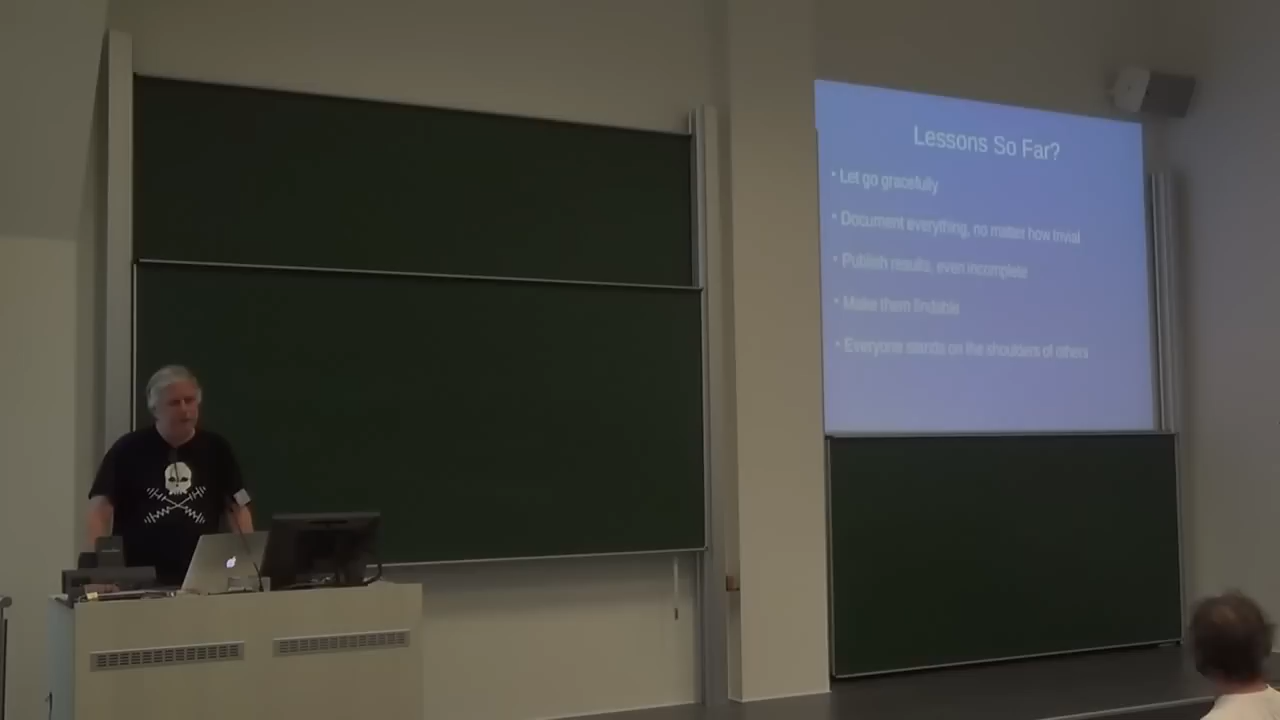 Lessons So Far?
• Let go gracefully
• Document everything, no matter how trivial
• Publish results, even incomplete
• Make them findable
• Everyone stands on the shoulders of others